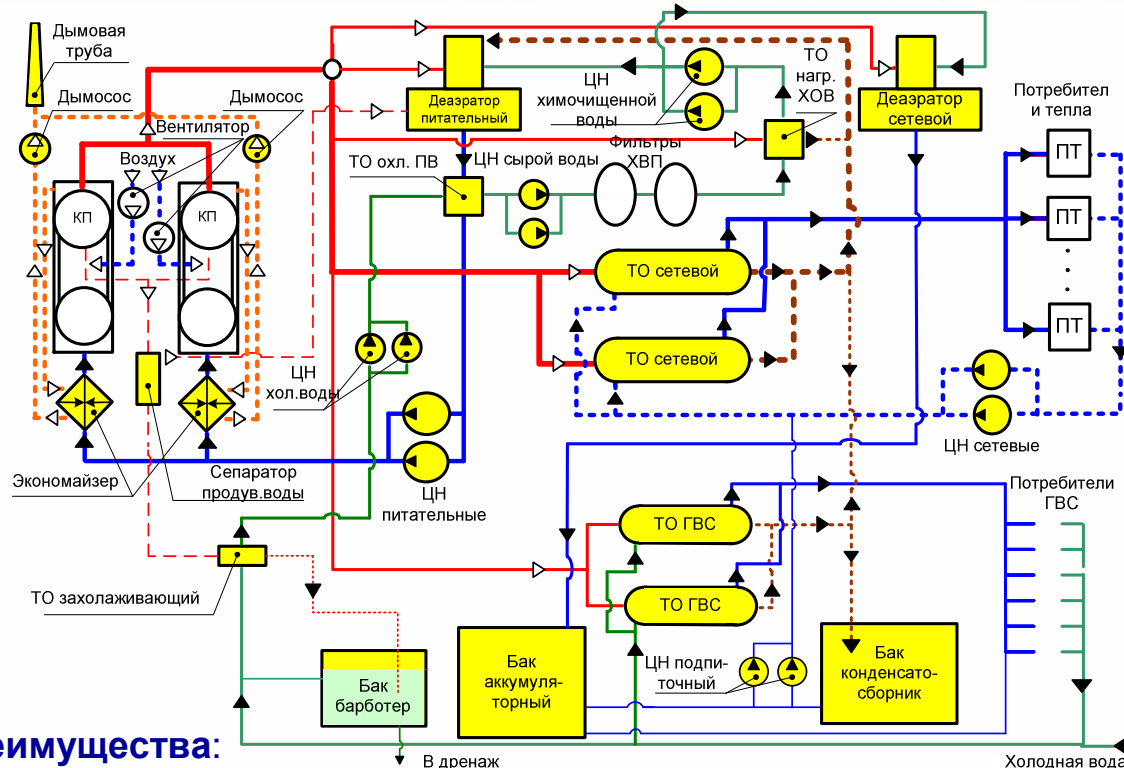 Дымовая
труба
Дымосос
Дымосос
Вентилятор
Воздух
КП
КП
Экономайзер
Сепаратор
продув.воды
ТО захолаживающий
Деаэратор
питательный
ТО охл. ПВ
ЦН
химочищенной
воды
ЦН сырой воды
Фильтры
ХВП
ТО
нагр.
ХОВ
Деаэратор
сетевой
Потребител
и тепла
ПТ
ПТ
ПТ
ТО сетевой
ТО сетевой
ЦН
хол.воды
ЦН
питательные
ЦН сетевые
Потребители
ГВС
ТО ГВС
ТО ГВС
Бак
аккумуля-
торный
ЦН подпи-
точный
Бак
конденсато-
сборник
Бак
барботер
В дренаж
Холодная вода
еимущества: